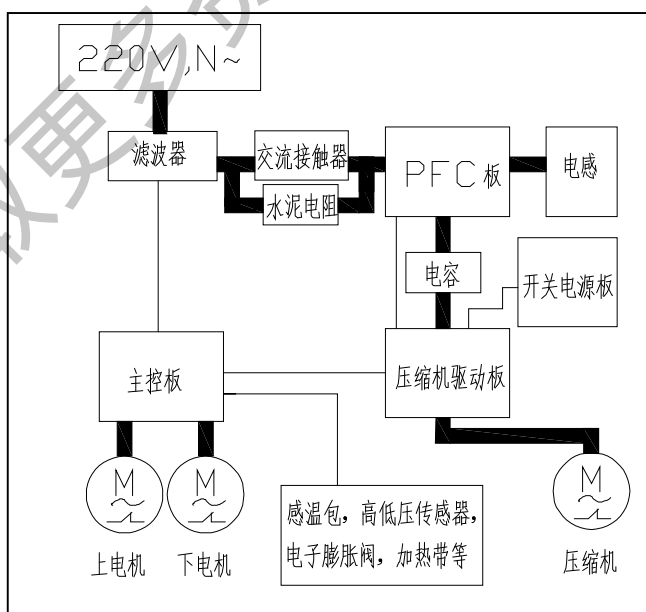 220V,N~
滤波器
交流接触器
水泥电阻
PFC板
电感
电容
开关电源板
主控板
压缩机驱动板
M
M
M
感温包，高低压传感器，
电子膨胀阀，加热带等
上电机
下电机
压缩机
更多